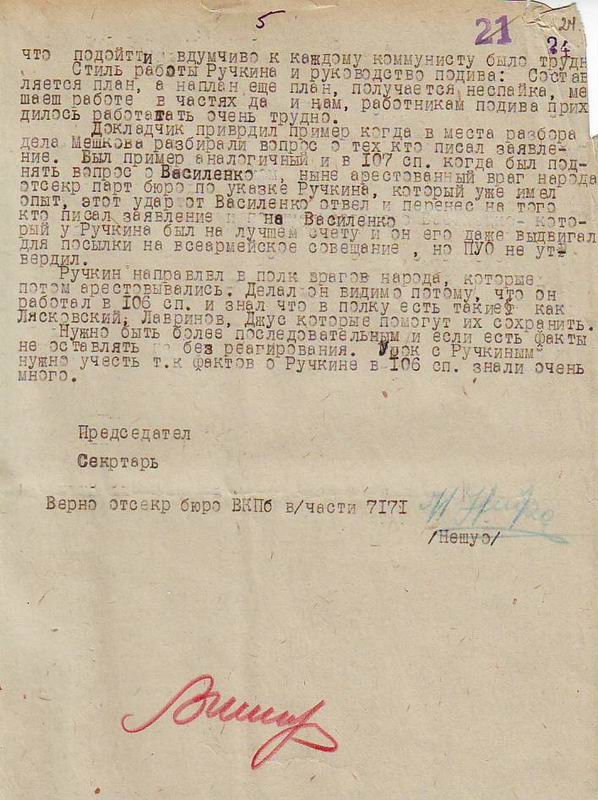 5
21
24
24
что подойтти вдумчиво к каждому коммунисту было трудн
Стиль работы Ручкина и руководство подива: Состав
ляется план, а наплан еще план, получается неспайка, ме
шаеш работе в частях да и нам, работникам подива прих
дилось работать очень трудно.
Докладчик приврдил пример когда в места разбора
дела Мешкова разбирали вопрос о тех кто писал заявле-
ние. Был пример аналогичный и в 107 сп. когда был под-
нять вопрос о Василенко , ныне арестованный враг народа
отсекр парт бюро по указке Ручкина, который уже имел
опыт, этот удар от Василенко отвел и перенес на того
кто писал заявление на Василенко кото-
рый у Ручкина был на лучшем счету и он его даже выдвигал
для посылки на всеармейское совещание , но ПУО не ут
вердил.
Ручкин направлвл в полк врагов народа, которые
потом арестовывались. Делал он видимо потому, что он
работал в 106 сп. и знал что в полку есть такие как
Лясковский, Лавринов, Джус которые помогут их сохранить.
Нужно быть более последовательным и если есть факты
не оставлять без реагирования. Урок с Ручкиным
нужно учесть т.к фактов о Ручкине в 106 сп. знали очень
много.
Председател
Секртарь
Верно отсекр бюро ВКПб в/части 7171
/Нешуо/